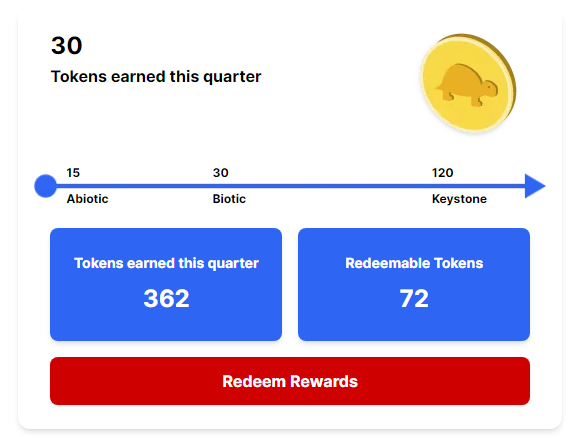 30
Tokens earned this quarter
15 30 120
Abiotic Biotic Keystone
Tokens earned this quarter
362
Redeemable Tokens
72
Redeem Rewards